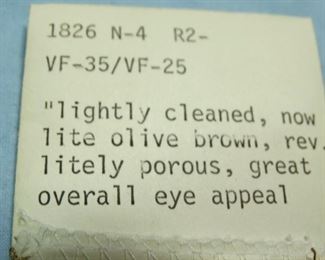 1826 N-4 R2-
VF-35/VF-25
"lightly cleaned, now
lite olive brown, rev.
litely porous, great
overall eye appeal